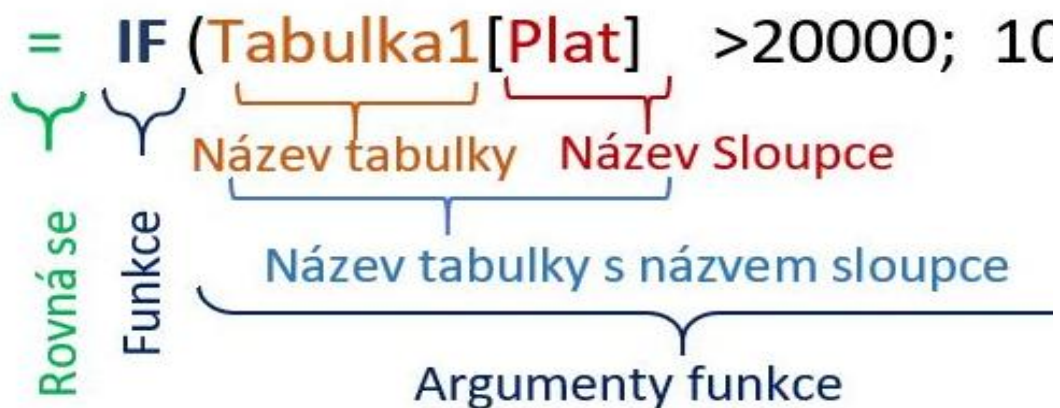 = IF (Tabulka1[Plat] >20000; 10
Název tabulky Název Sloupce
Název tabulky s názvem sloupce
Rovná se
Funkce
Argumenty funkce